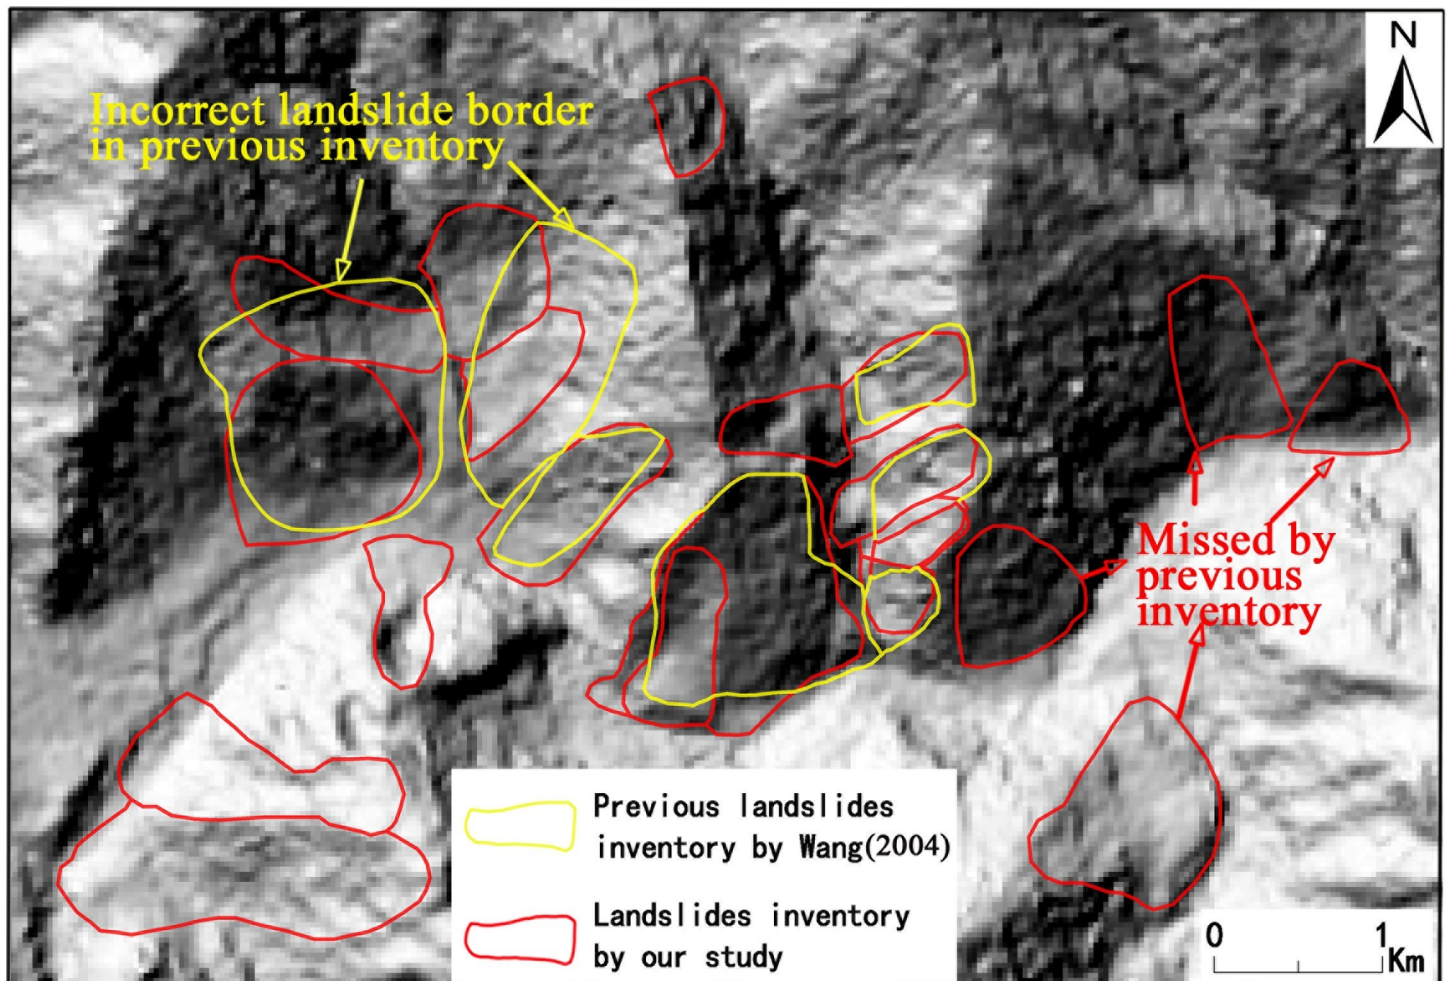 N
Incorrect landslide border
in previous inventory
Missed by
previous
inventory
Previous landslides
inventory by Wang(2004)
Landslides inventory
by our study
0 1
Km